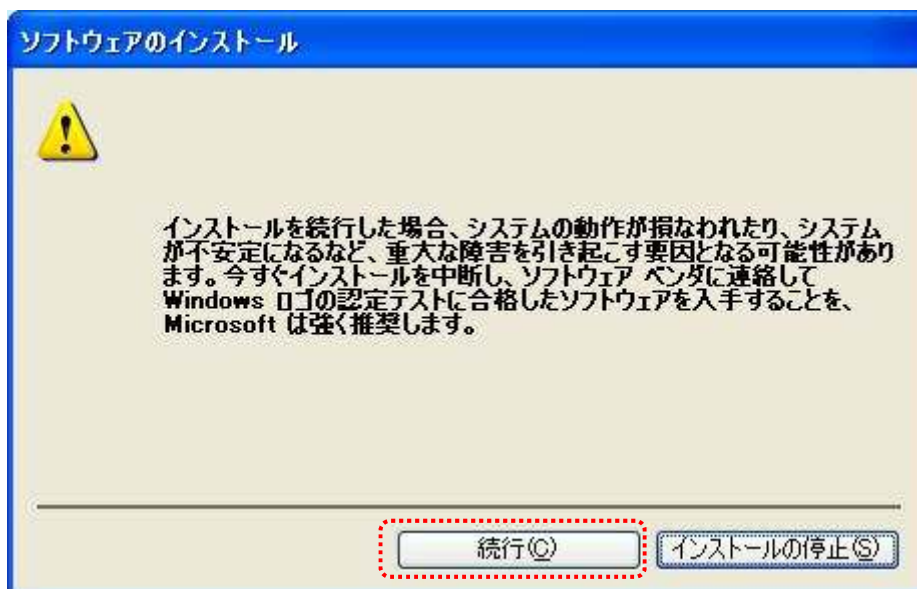 ソフトウェアのインストール
インストールを続行した場合、システムの動作が損なわれたり、システム
が不安定になるなど、重大な障害を引き起こす要因となる可能性があり
ます。今すぐインストールを中断し、ソフトウェア ベンダに連絡して
Windows ロゴの認定テストに合格したソフトウェアを入手することを、
Microsoft は強く推奨します。
続行(C)
インストールの停止(S)